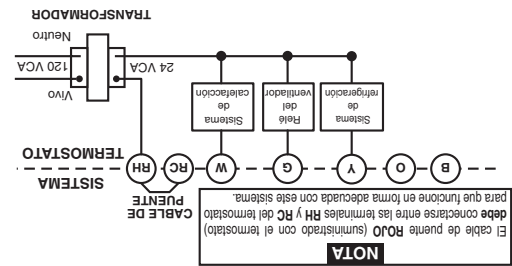 NOTA
El cable de puente ROJO (suministrado con el termostato)
debe conectarse entre las terminales RH y RC del termostato
para que funcione en forma adecuada con este sistema.
CABLE DE
PUENTE
SISTEMA
TERMOSTATO
B
O
Y
G
W
RC
RH
Sistema
de
refrigeración
Relé
del
ventilador
Sistema
de
calefacción
Vivo
24 VCA
120 VCA
Neutro
TRANSFORMADOR